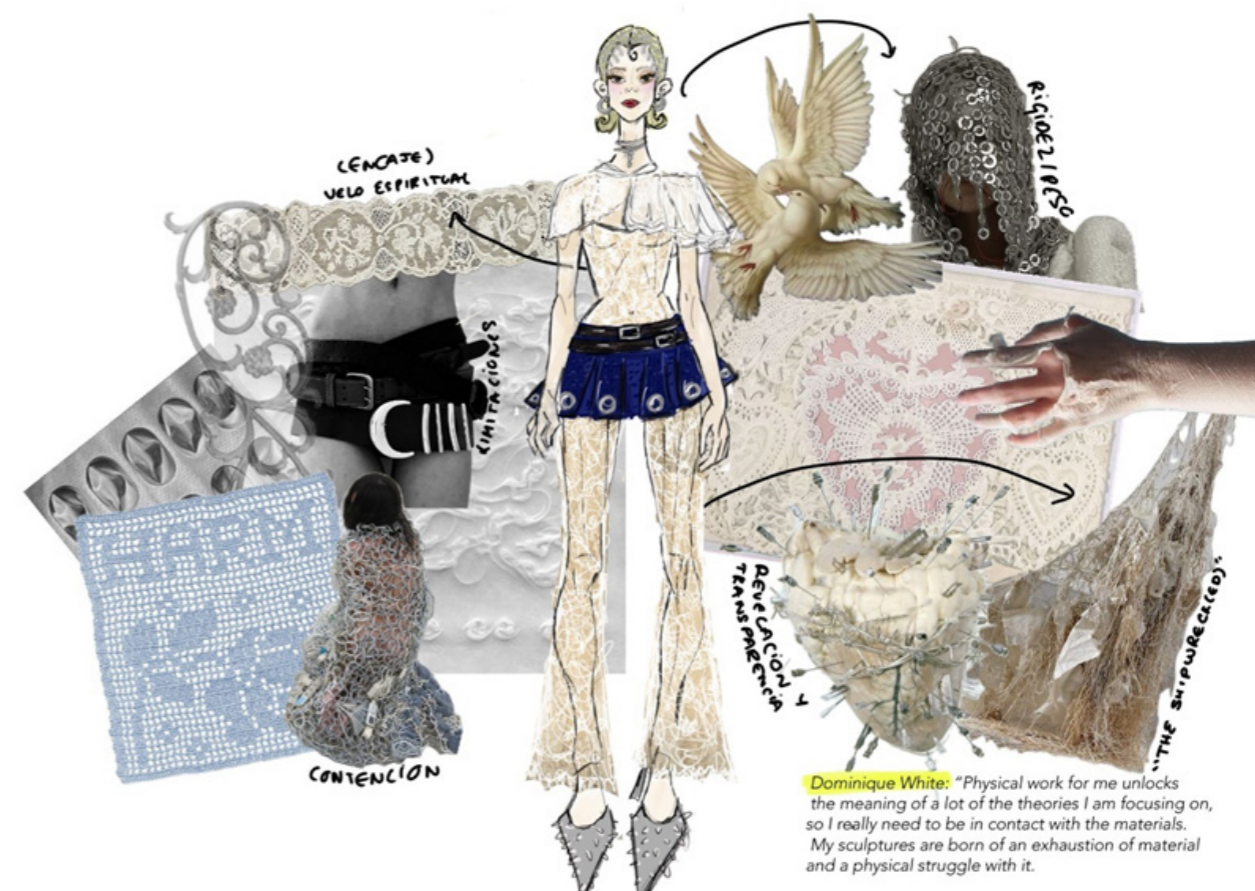 (ENCAJE)
VELO ESPIRITUAL
RIGIDEZ/PESO
LIMITACIONES
CONTENCIÓN
REVELACIÓN Y
TRANSPARENCIA
"THE SHIPWRECK(ED)"
Dominique White: "Physical work for me unlocks
the meaning of a lot of the theories I am focusing on,
so I really need to be in contact with the materials.
My sculptures are born of an exhaustion of material
and a physical struggle with it.